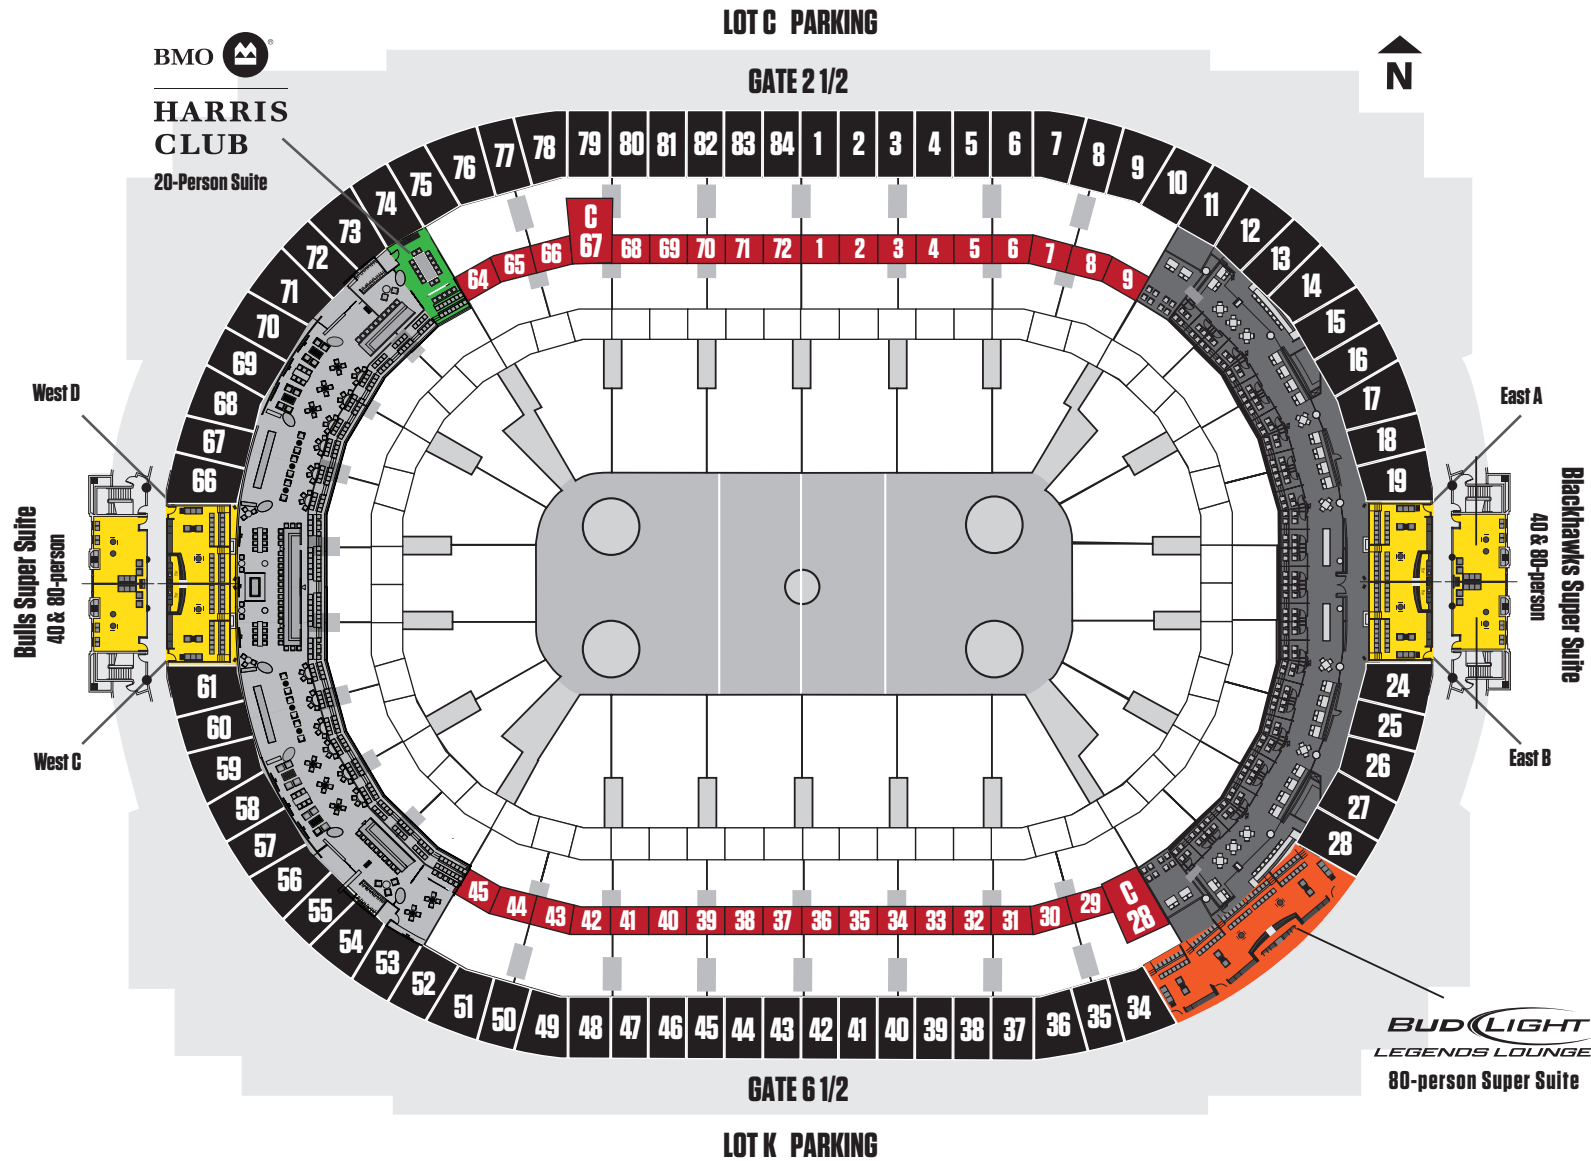 LOT C PARKING
BMO ®
HARRIS
CLUB
20-Person Suite
GATE 2 1/2
N
79 80 81 82 83 84 1 2 3 4 5 6 7 8 9 10 11 12 13 14 15 16 17 18 19
78 77 76 75 74 73 72 71 70 69 68 67 66
64 65 66 C 67 68 69 70 71 72 1 2 3 4 5 6 7 8 9
West D
East A
Bulls Super Suite
40 & 80-person
Blackhawks Super Suite
40 & 80-person
West C
East B
61 60 59 58 57 56 55 54 53 52 51 50 49
24 25 26 27 28
45 44 43 42 41 40 39 38 37 36 35 34 33 32 31 30 29 C 28
48 47 46 45 44 43 42 41 40 39 38 37 36 35 34
BUD LIGHT
LEGENDS LOUNGE
80-person Super Suite
GATE 6 1/2
LOT K PARKING